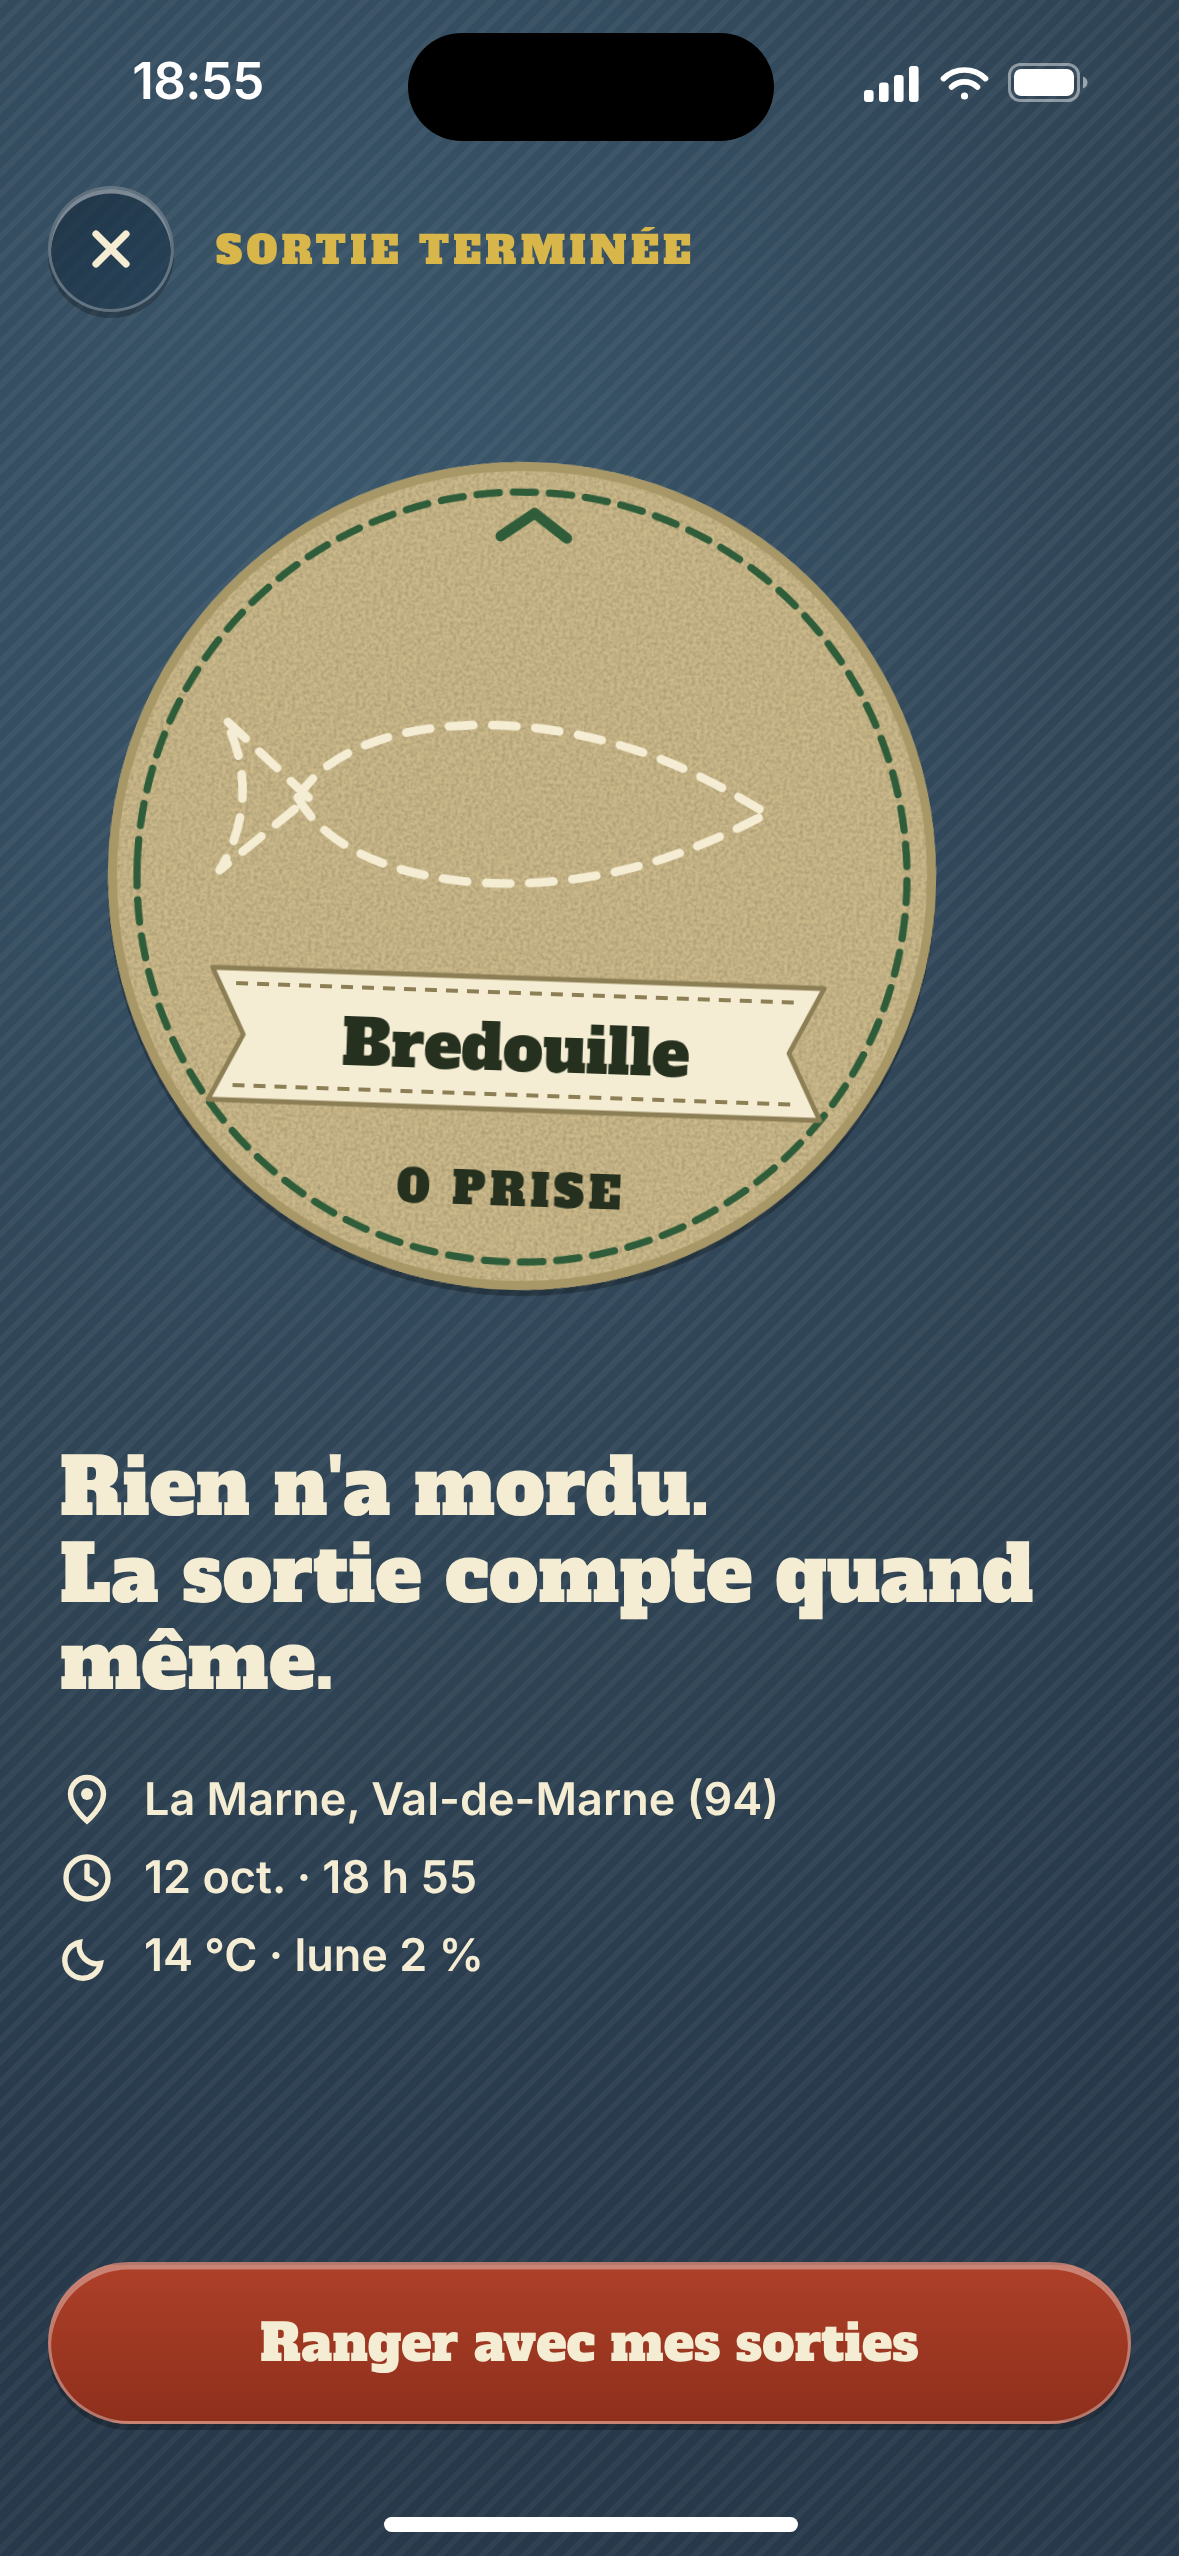 18:55
SORTIE TERMINÉE
Bredouille
0 PRISE
Rien n'a mordu.
La sortie compte quand
même.
La Marne, Val-de-Marne (94)
12 oct. · 18 h 55
14 °C · lune 2 %
Ranger avec mes sorties